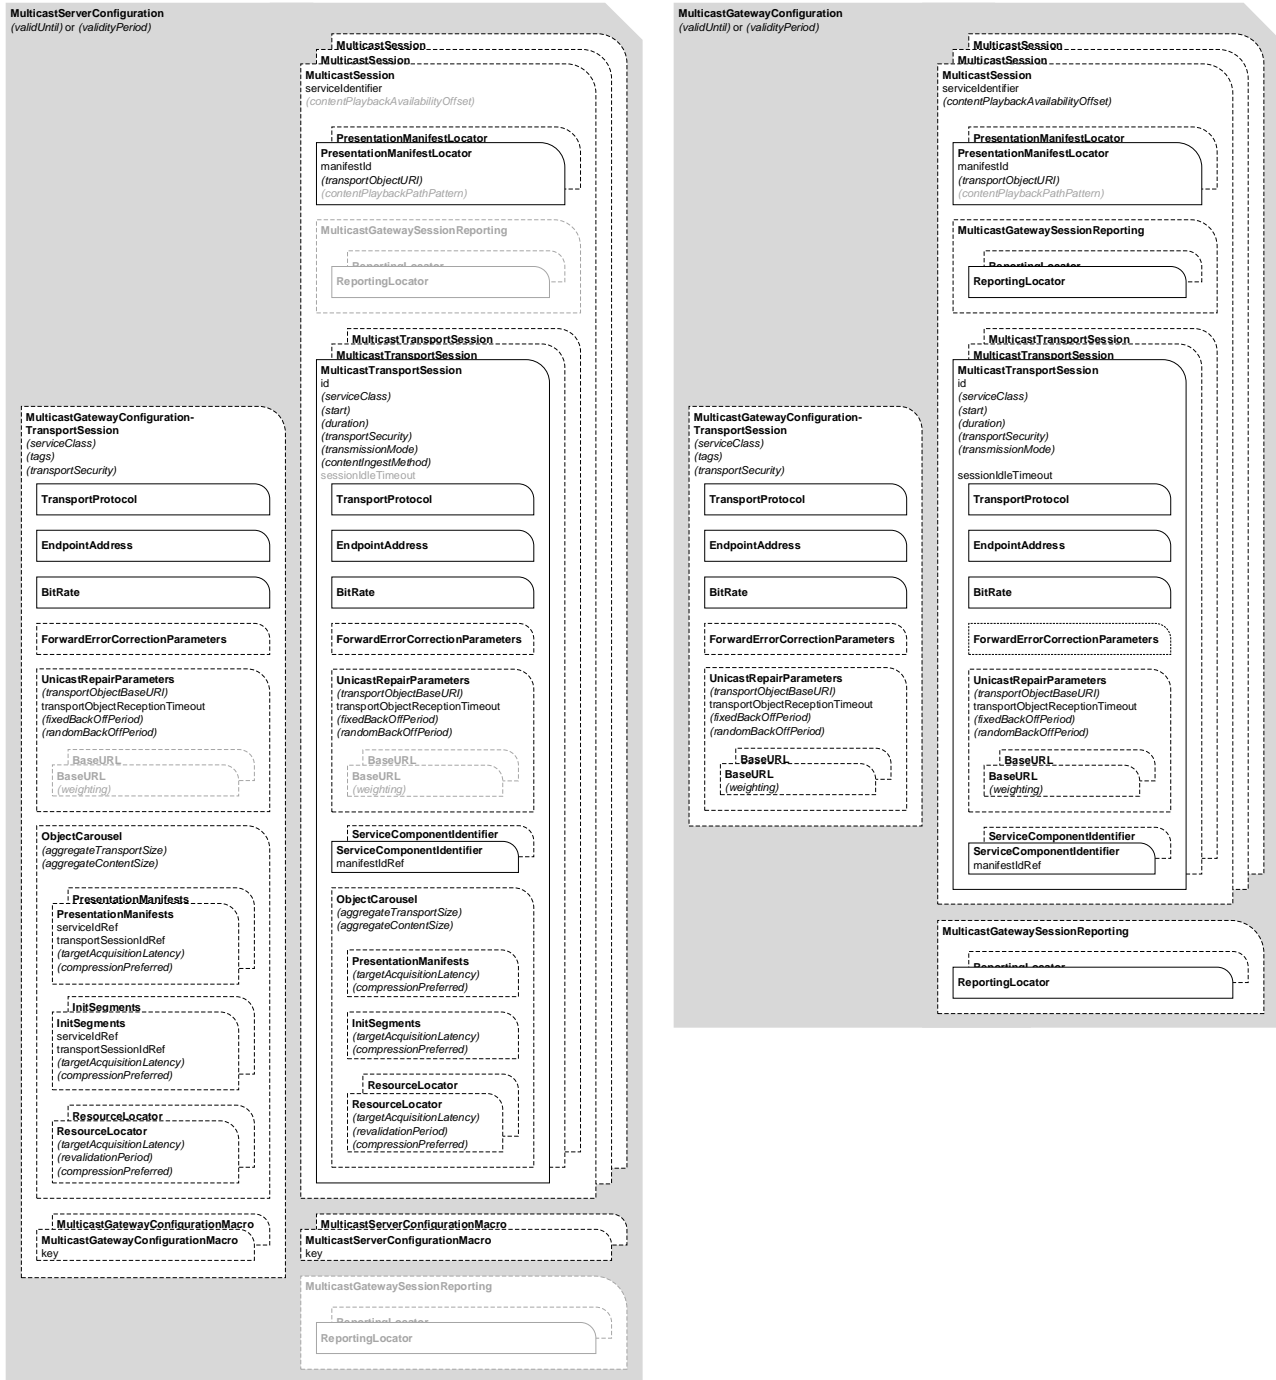 MulticastServerConfiguration
(validUntil) or (validityPeriod)
MulticastSession
MulticastSession
MulticastSession
serviceIdentifier
(contentPlaybackAvailabilityOffset)
PresentationManifestLocator
PresentationManifestLocator
manifestId
(transportObjectURI)
(contentPlaybackPathPattern)
MulticastGatewaySessionReporting
ReportingLocator
ReportingLocator
MulticastTransportSession
MulticastTransportSession
MulticastTransportSession
id
(serviceClass)
(start)
(duration)
(transportSecurity)
(transmissionMode)
(contentIngestMethod)
sessionIdleTimeout
TransportProtocol
EndpointAddress
BitRate
ForwardErrorCorrectionParameters
UnicastRepairParameters
(transportObjectBaseURI)
transportObjectReceptionTimeout
(fixedBackOffPeriod)
(randomBackOffPeriod)
BaseURL
BaseURL
(weighting)
ServiceComponentIdentifier
ServiceComponentIdentifier
manifestIdRef
ObjectCarousel
(aggregateTransportSize)
(aggregateContentSize)
PresentationManifests
(targetAcquisitionLatency)
(compressionPreferred)
InitSegments
(targetAcquisitionLatency)
(compressionPreferred)
ResourceLocator
ResourceLocator
(targetAcquisitionLatency)
(revalidationPeriod)
(compressionPreferred)
MulticastGatewayConfiguration-
TransportSession
(serviceClass)
(tags)
(transportSecurity)
TransportProtocol
EndpointAddress
BitRate
ForwardErrorCorrectionParameters
UnicastRepairParameters
(transportObjectBaseURI)
transportObjectReceptionTimeout
(fixedBackOffPeriod)
(randomBackOffPeriod)
BaseURL
BaseURL
(weighting)
ObjectCarousel
(aggregateTransportSize)
(aggregateContentSize)
PresentationManifests
PresentationManifests
serviceIdRef
transportSessionIdRef
(targetAcquisitionLatency)
(compressionPreferred)
InitSegments
InitSegments
serviceIdRef
transportSessionIdRef
(targetAcquisitionLatency)
(compressionPreferred)
ResourceLocator
ResourceLocator
(targetAcquisitionLatency)
(revalidationPeriod)
(compressionPreferred)
MulticastGatewayConfigurationMacro
MulticastGatewayConfigurationMacro
key
MulticastServerConfigurationMacro
MulticastServerConfigurationMacro
key
MulticastGatewaySessionReporting
ReportingLocator
ReportingLocator
MulticastGatewayConfiguration
(validUntil) or (validityPeriod)
MulticastSession
MulticastSession
MulticastSession
serviceIdentifier
(contentPlaybackAvailabilityOffset)
PresentationManifestLocator
PresentationManifestLocator
manifestId
(transportObjectURI)
(contentPlaybackPathPattern)
MulticastGatewaySessionReporting
ReportingLocator
ReportingLocator
MulticastTransportSession
MulticastTransportSession
MulticastTransportSession
id
(serviceClass)
(start)
(duration)
(transportSecurity)
(transmissionMode)
sessionIdleTimeout
TransportProtocol
EndpointAddress
BitRate
ForwardErrorCorrectionParameters
UnicastRepairParameters
(transportObjectBaseURI)
transportObjectReceptionTimeout
(fixedBackOffPeriod)
(randomBackOffPeriod)
BaseURL
BaseURL
(weighting)
ServiceComponentIdentifier
ServiceComponentIdentifier
manifestIdRef
MulticastGatewayConfiguration-
TransportSession
(serviceClass)
(tags)
(transportSecurity)
TransportProtocol
EndpointAddress
BitRate
ForwardErrorCorrectionParameters
UnicastRepairParameters
(transportObjectBaseURI)
transportObjectReceptionTimeout
(fixedBackOffPeriod)
(randomBackOffPeriod)
BaseURL
BaseURL
(weighting)
MulticastGatewaySessionReporting
ReportingLocator
ReportingLocator